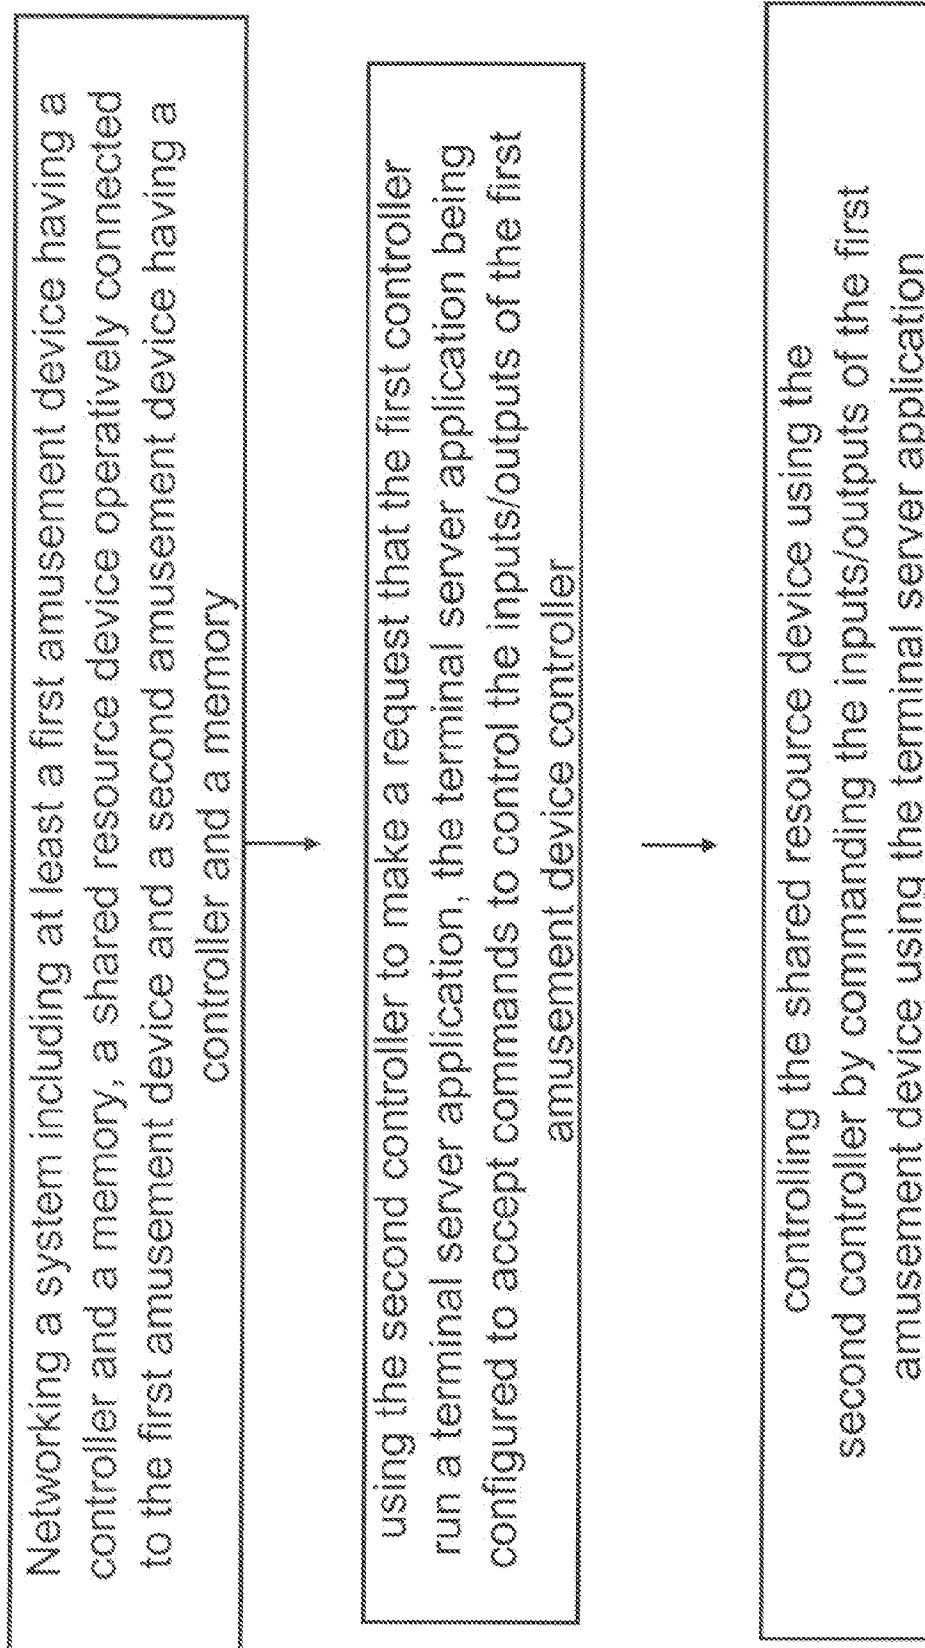 Networking a system including at least a first amusement device having a
controller and a memory, a shared resource device operatively connected
to the first amusement device and a second amusement device having a
controller and a memory
using the second controller to make a request that the first controller
run a terminal server application, the terminal server application being
configured to accept commands to control the inputs/outputs of the first
amusement device controller
controlling the shared resource device using the
second controller by commanding the inputs/outputs of the first
amusement device using the terminal server application